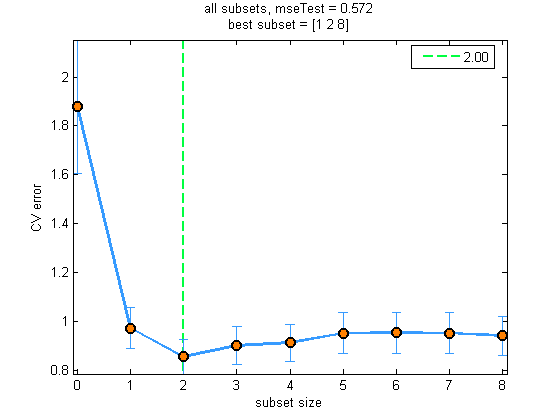 all subsets, mseTest = 0.572
best subset = [1 2 8]
2.00
2
1.8
1.6
1.4
1.2
1
0.8
CV error
0 1 2 3 4 5 6 7 8
subset size